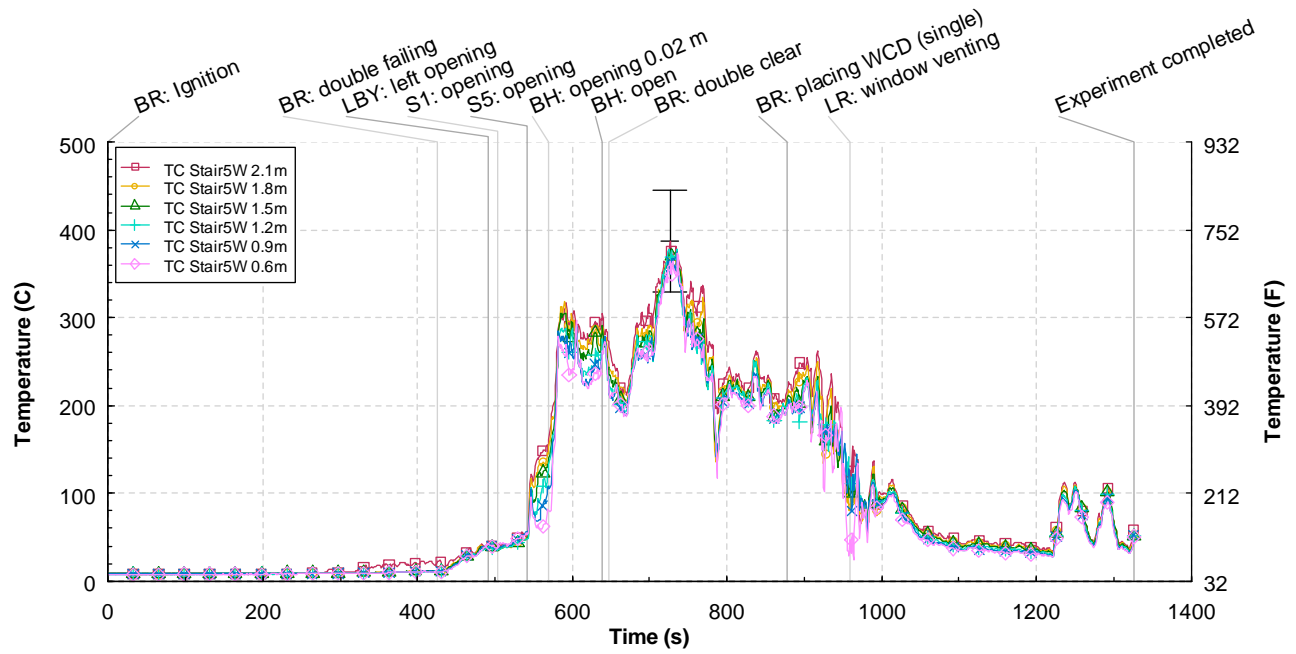 BR: Ignition
BR: double failing
LBY: left opening
S1: opening
S5: opening
BH: opening 0.02 m
BH: open
BR: double clear
BR: placing WCD (single)
LR: window venting
Experiment completed
500
400
300
200
100
0
Temperature (C)
932
752
572
392
212
32
Temperature (F)
TC Stair5W 2.1m
TC Stair5W 1.8m
TC Stair5W 1.5m
TC Stair5W 1.2m
TC Stair5W 0.9m
TC Stair5W 0.6m
0 200 400 600 800 1000 1200 1400
Time (s)